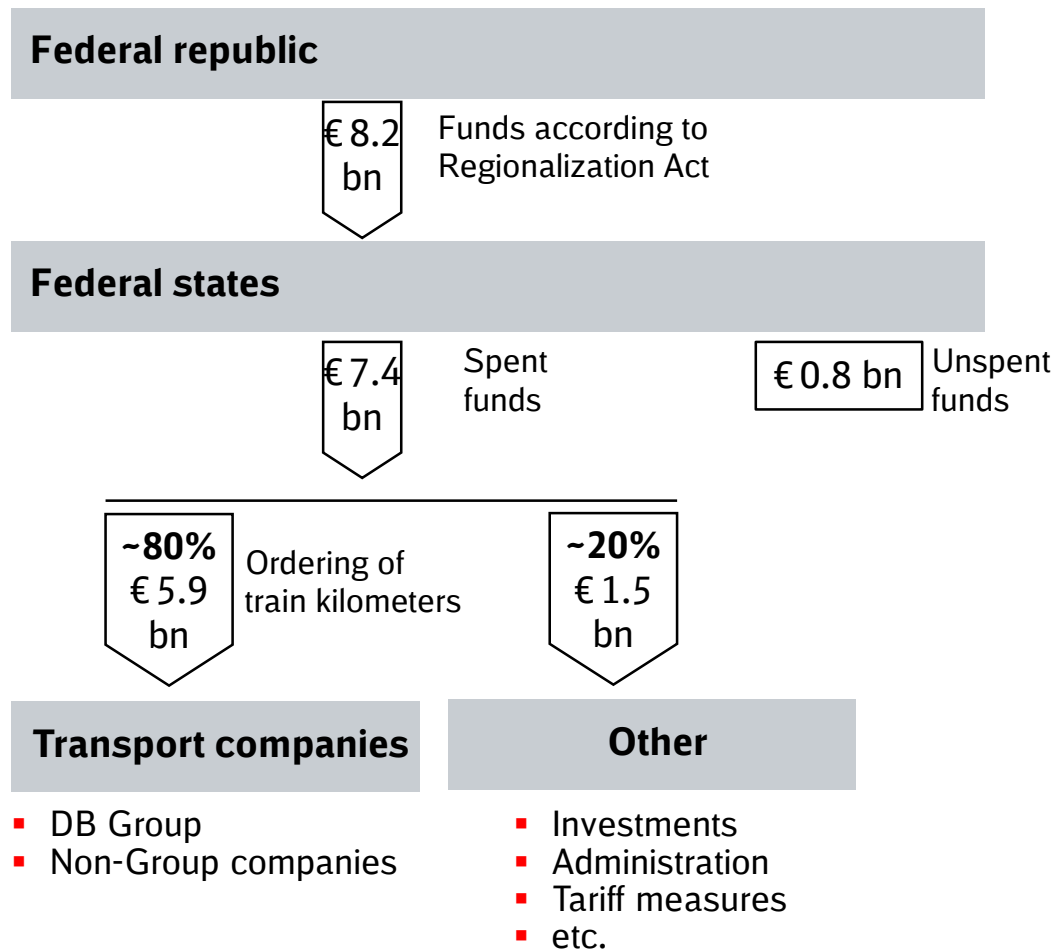 Federal republic
€ 8.2
bn
Funds according to
Regionalization Act
Federal states
€ 7.4
bn
Spent
funds
€ 0.8 bn
Unspent
funds
~80%
€ 5.9
bn
Ordering of
train kilometers
~20%
€ 1.5
bn
Transport companies
▪ DB Group
▪ Non-Group companies
Other
▪ Investments
▪ Administration
▪ Tariff measures
▪ etc.